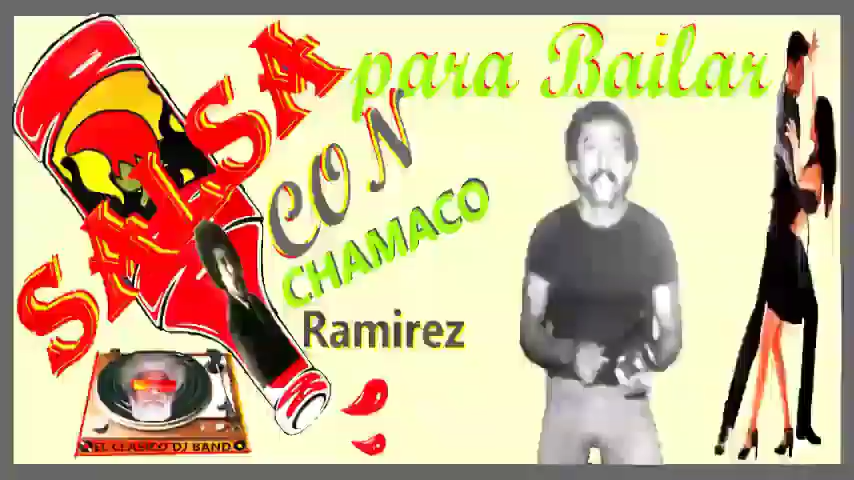 SALSA
para Bailar
CON
CHAMACO
Ramirez
EL CLASICO DJ BAND.O